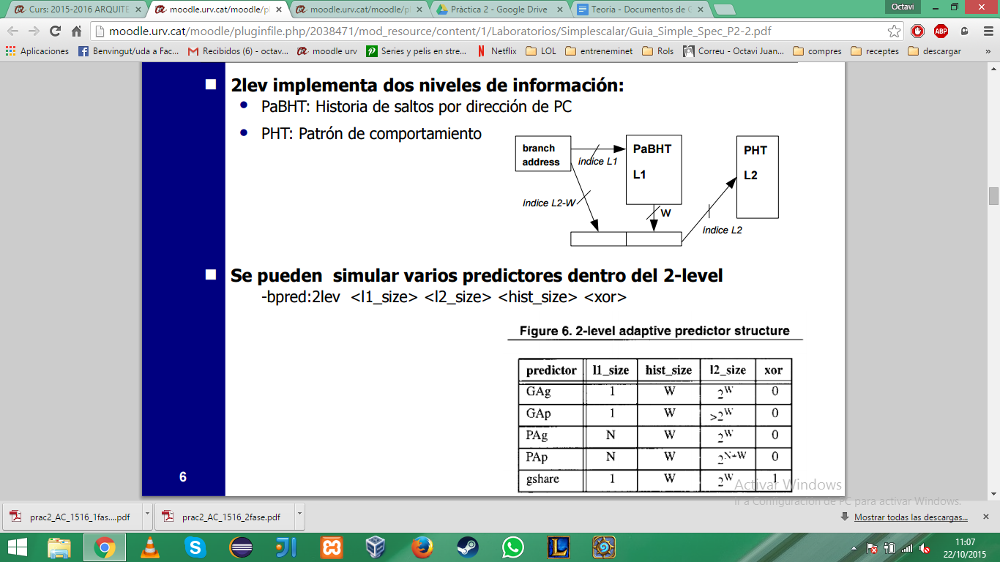 Octavi
Curs: 2015-2016 ARQUITE
moodle.urv.cat/moodle/pl
moodle.urv.cat/moodle/p
Pràctica 2 - Google Drive
Teoria - Documentos de G
moodle.urv.cat/moodle/pluginfile.php/2038471/mod_resource/content/1/Laboratorios/Simplescalar/Guia_Simple_Spec_P2-2.pdf
ABP
Aplicaciones Benvingut/uda a Fac... Recibidos (6) - octav... moodle urv Series y pelis en stre... Netflix LOL entreneminet Rols Correu - Octavi Juan... compres receptes descargar »
2lev implementa dos niveles de información:
PaBHT: Historia de saltos por dirección de PC
PHT: Patrón de comportamiento
branch
address
índice L1
PaBHT
L1
PHT
L2
índice L2-W
W
índice L2
Se pueden simular varios predictores dentro del 2-level
-bpred:2lev <l1_size> <l2_size> <hist_size> <xor>
Figure 6. 2-level adaptive predictor structure
predictor l1_size hist_size l2_size xor
GAg 1 W 2^W 0
GAp 1 W >2^W 0
PAg N W 2^W 0
PAp N W 2^N+W 0
gshare 1 W 2^W 1
6
Activar Windows
Ir a Configuración de PC para activar Windows.
prac2_AC_1516_1fas....pdf
prac2_AC_1516_2fase.pdf
Mostrar todas las descargas...
11:07
22/10/2015